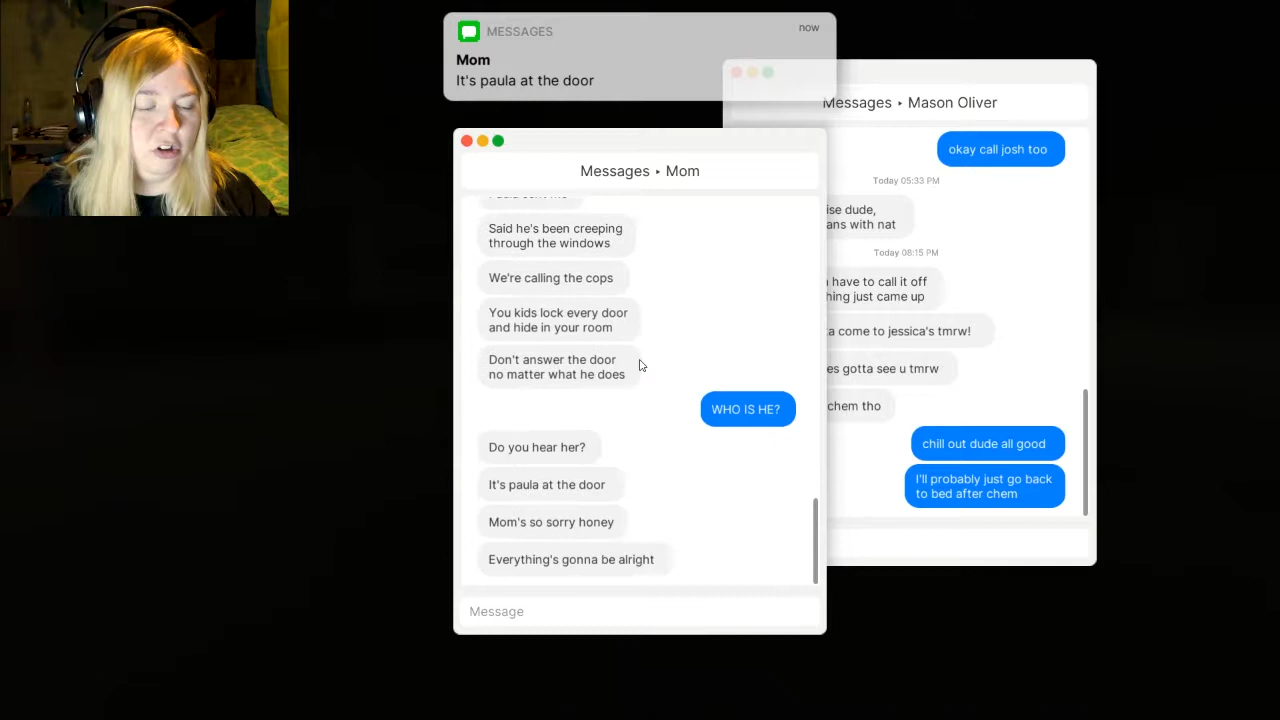 MESSAGES
now
Mom
It's paula at the door
Messages ‣ Mason Oliver
okay call josh too
Today 05:33 PM
dude,
with nat
Today 08:15 PM
have to call it off
just came up
come to jessica's tmrw!
gotta see u tmrw
chem tho
chill out dude all good
I'll probably just go back
to bed after chem
Messages ‣ Mom
Said he's been creeping
through the windows
We're calling the cops
You kids lock every door
and hide in your room
Don't answer the door
no matter what he does
WHO IS HE?
Do you hear her?
It's paula at the door
Mom's so sorry honey
Everything's gonna be alright
Message